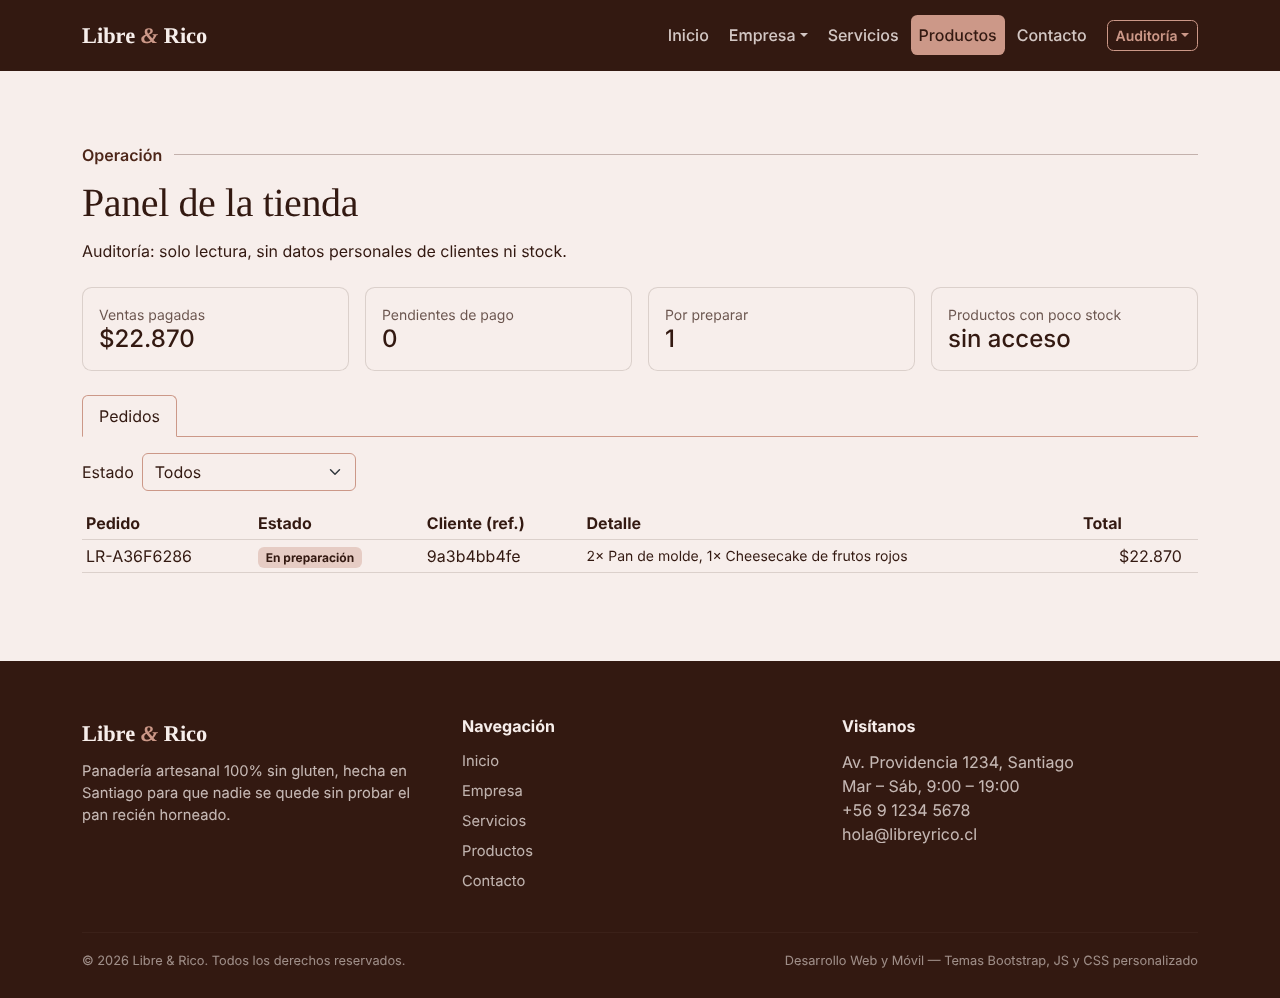 Libre & Rico
Inicio Empresa Servicios Productos Contacto Auditoría
Operación
Panel de la tienda
Auditoría: solo lectura, sin datos personales de clientes ni stock.
Ventas pagadas
$22.870
Pendientes de pago
0
Por preparar
1
Productos con poco stock
sin acceso
Pedidos
Estado Todos
Pedido Estado Cliente (ref.) Detalle Total
LR-A36F6286 En preparación 9a3b4bb4fe 2× Pan de molde, 1× Cheesecake de frutos rojos $22.870
Libre & Rico
Panadería artesanal 100% sin gluten, hecha en
Santiago para que nadie se quede sin probar el
pan recién horneado.
Navegación
Inicio
Empresa
Servicios
Productos
Contacto
Visítanos
Av. Providencia 1234, Santiago
Mar – Sáb, 9:00 – 19:00
+56 9 1234 5678
hola@libreyrico.cl
© 2026 Libre & Rico. Todos los derechos reservados.
Desarrollo Web y Móvil — Temas Bootstrap, JS y CSS personalizado